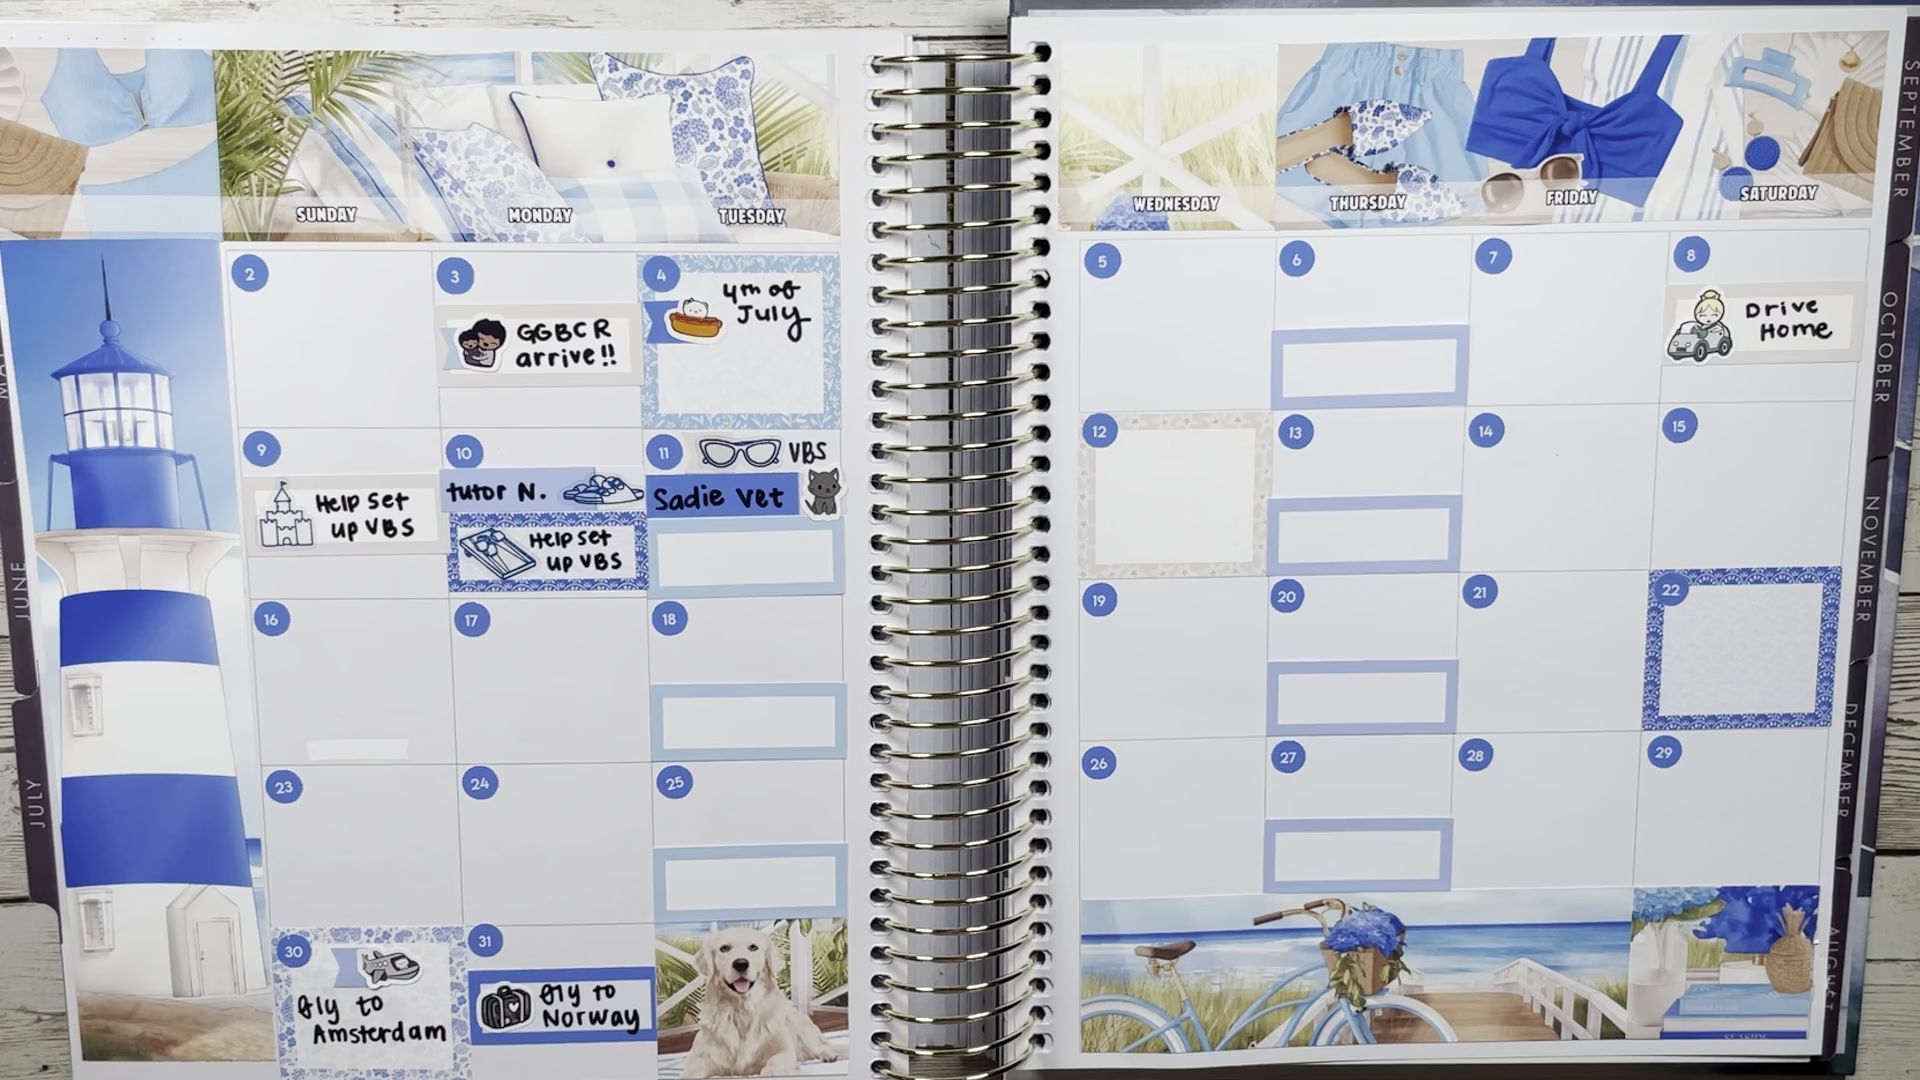 SUNDAY
MONDAY
TUESDAY
WEDNESDAY
THURSDAY
FRIDAY
SATURDAY
2
3
GGBCR
arrive!!
4
4th of
July
5
6
7
8
Drive
Home
9
Help set
up VBS
10
tutor N.
Help set
up VBS
11
VBS
Sadie Vet
12
13
14
15
16
17
18
19
20
21
22
23
24
25
26
27
28
29
30
fly to
Amsterdam
31
fly to
Norway
JUNE
JULY
SEPTEMBER
OCTOBER
NOVEMBER
DECEMBER
AUGUST
SEASIDE